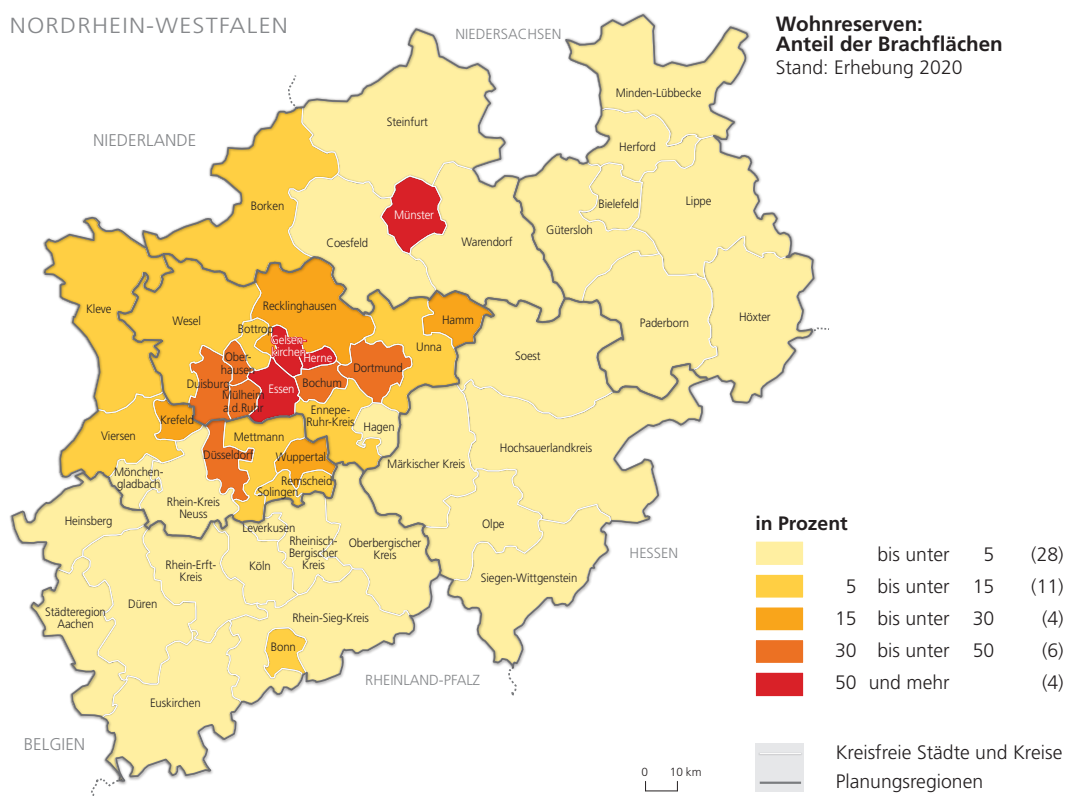 NORDRHEIN-WESTFALEN
NIEDERSACHSEN
Wohnreserven:
Anteil der Brachflächen
Stand: Erhebung 2020
Minden-Lübbecke
Steinfurt
NIEDERLANDE
Herford
Borken
Münster
Bielefeld
Lippe
Coesfeld
Warendorf
Gütersloh
Kleve
Wesel
Recklinghausen
Hamm
Paderborn
Höxter
Bottrop
Gelsen-
kirchen
Herne
Unna
Soest
Ober-
hausen
Dortmund
Duisburg
Essen
Bochum
Mülheim
a.d.Ruhr
Krefeld
Ennepe-
Ruhr-Kreis
Hagen
Viersen
Mettmann
Düsseldorf
Wuppertal
Hochsauerlandkreis
Märkischer Kreis
Mönchen-
gladbach
Remscheid
Solingen
Rhein-Kreis
Neuss
Heinsberg
Leverkusen
Olpe
in Prozent
Rheinisch-
Bergischer
Kreis
Oberbergischer
Kreis
HESSEN
Rhein-Erft-
Kreis
Köln
bis unter 5 (28)
Siegen-Wittgenstein
5 bis unter 15 (11)
Düren
Städteregion
Aachen
Rhein-Sieg-Kreis
15 bis unter 30 (4)
Bonn
30 bis unter 50 (6)
RHEINLAND-PFALZ
50 und mehr (4)
Euskirchen
BELGIEN
Kreisfreie Städte und Kreise
0 10 km
Planungsregionen